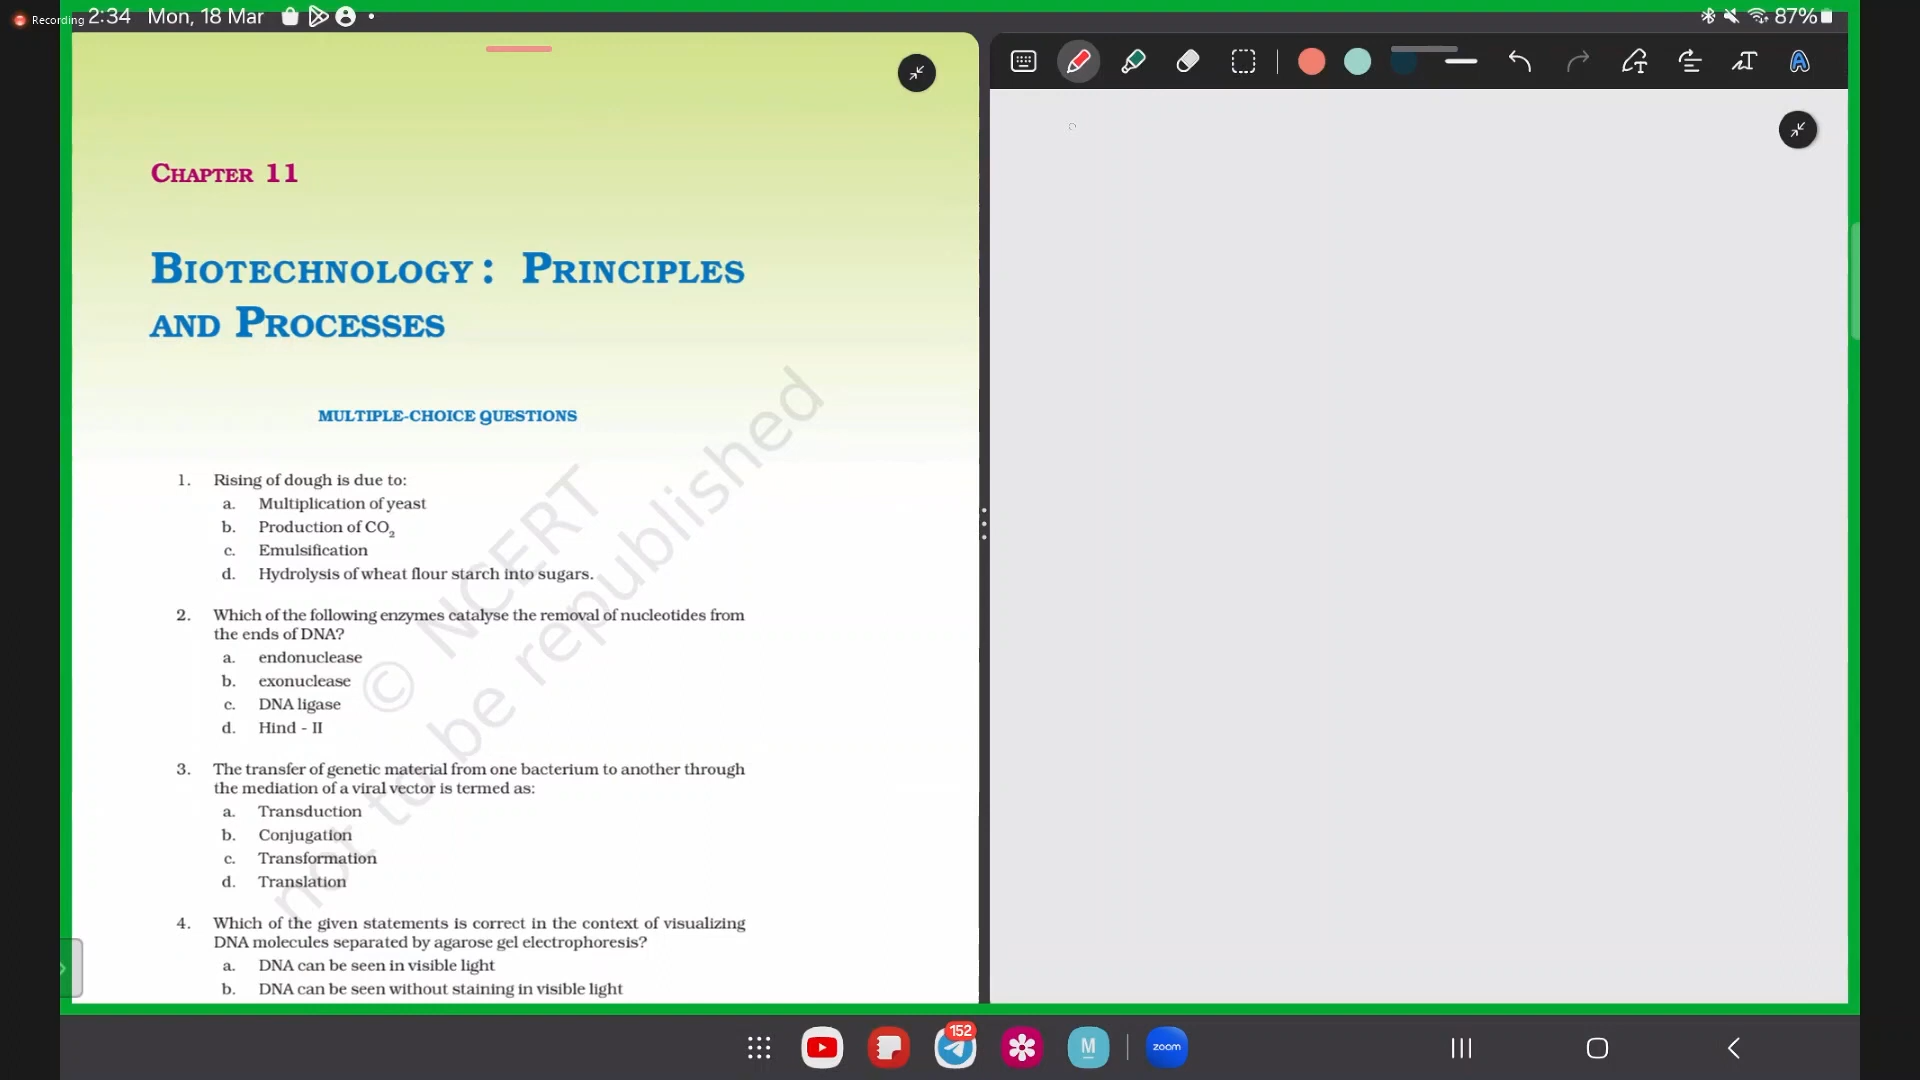 Recording 2:34 Mon, 18 Mar
87%
CHAPTER 11
BIOTECHNOLOGY: PRINCIPLES
AND PROCESSES
MULTIPLE-CHOICE QUESTIONS
1. Rising of dough is due to:
a. Multiplication of yeast
b. Production of CO₂
c. Emulsification
d. Hydrolysis of wheat flour starch into sugars.
2. Which of the following enzymes catalyse the removal of nucleotides from
the ends of DNA?
a. endonuclease
b. exonuclease
c. DNA ligase
d. Hind - II
3. The transfer of genetic material from one bacterium to another through
the mediation of a viral vector is termed as:
a. Transduction
b. Conjugation
c. Transformation
d. Translation
4. Which of the given statements is correct in the context of visualizing
DNA molecules separated by agarose gel electrophoresis?
a. DNA can be seen in visible light
b. DNA can be seen without staining in visible light
© NCERT
not to be republished
152
M
zoom